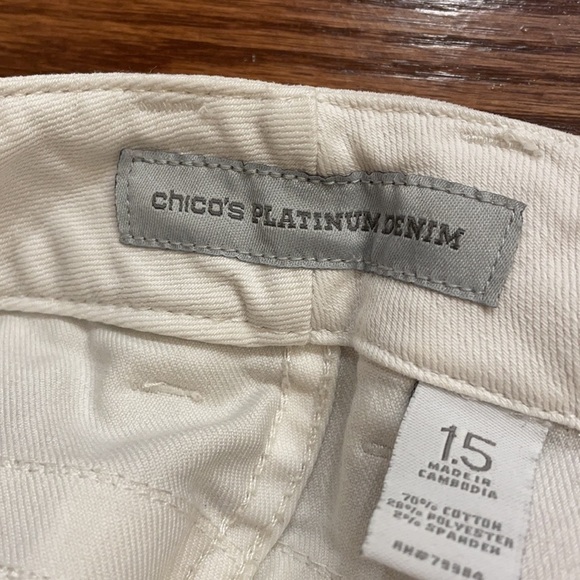 chico's PLATINUM DENIM
1.5
MADE IN
CAMBODIA
70% COTTON
28% POLYESTER
2% SPANDEX